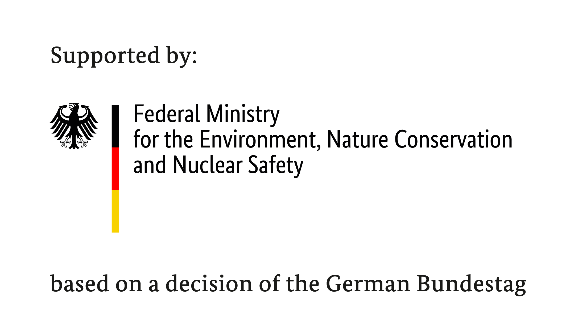 Supported by:
Federal Ministry
for the Environment, Nature Conservation
and Nuclear Safety
based on a decision of the German Bundestag